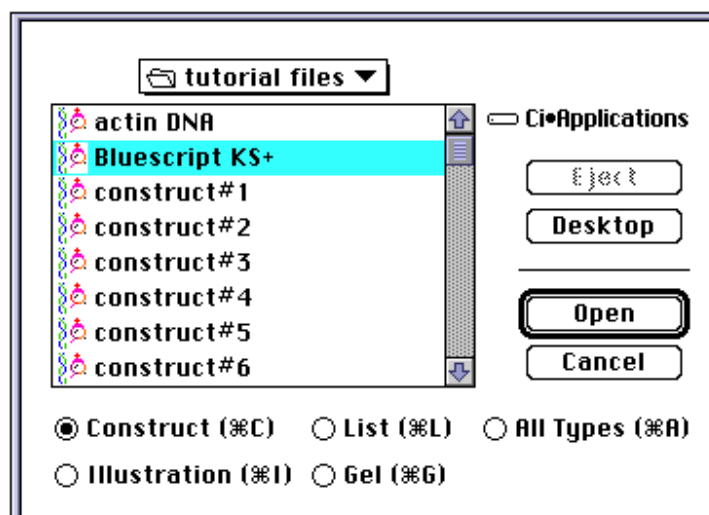 tutorial files
actin DNA
Bluescript KS+
construct#1
construct#2
construct#3
construct#4
construct#5
construct#6
Ci•Applications
Eject
Desktop
Open
Cancel
Construct (⌘C) List (⌘L) All Types (⌘A)
Illustration (⌘I) Gel (⌘G)